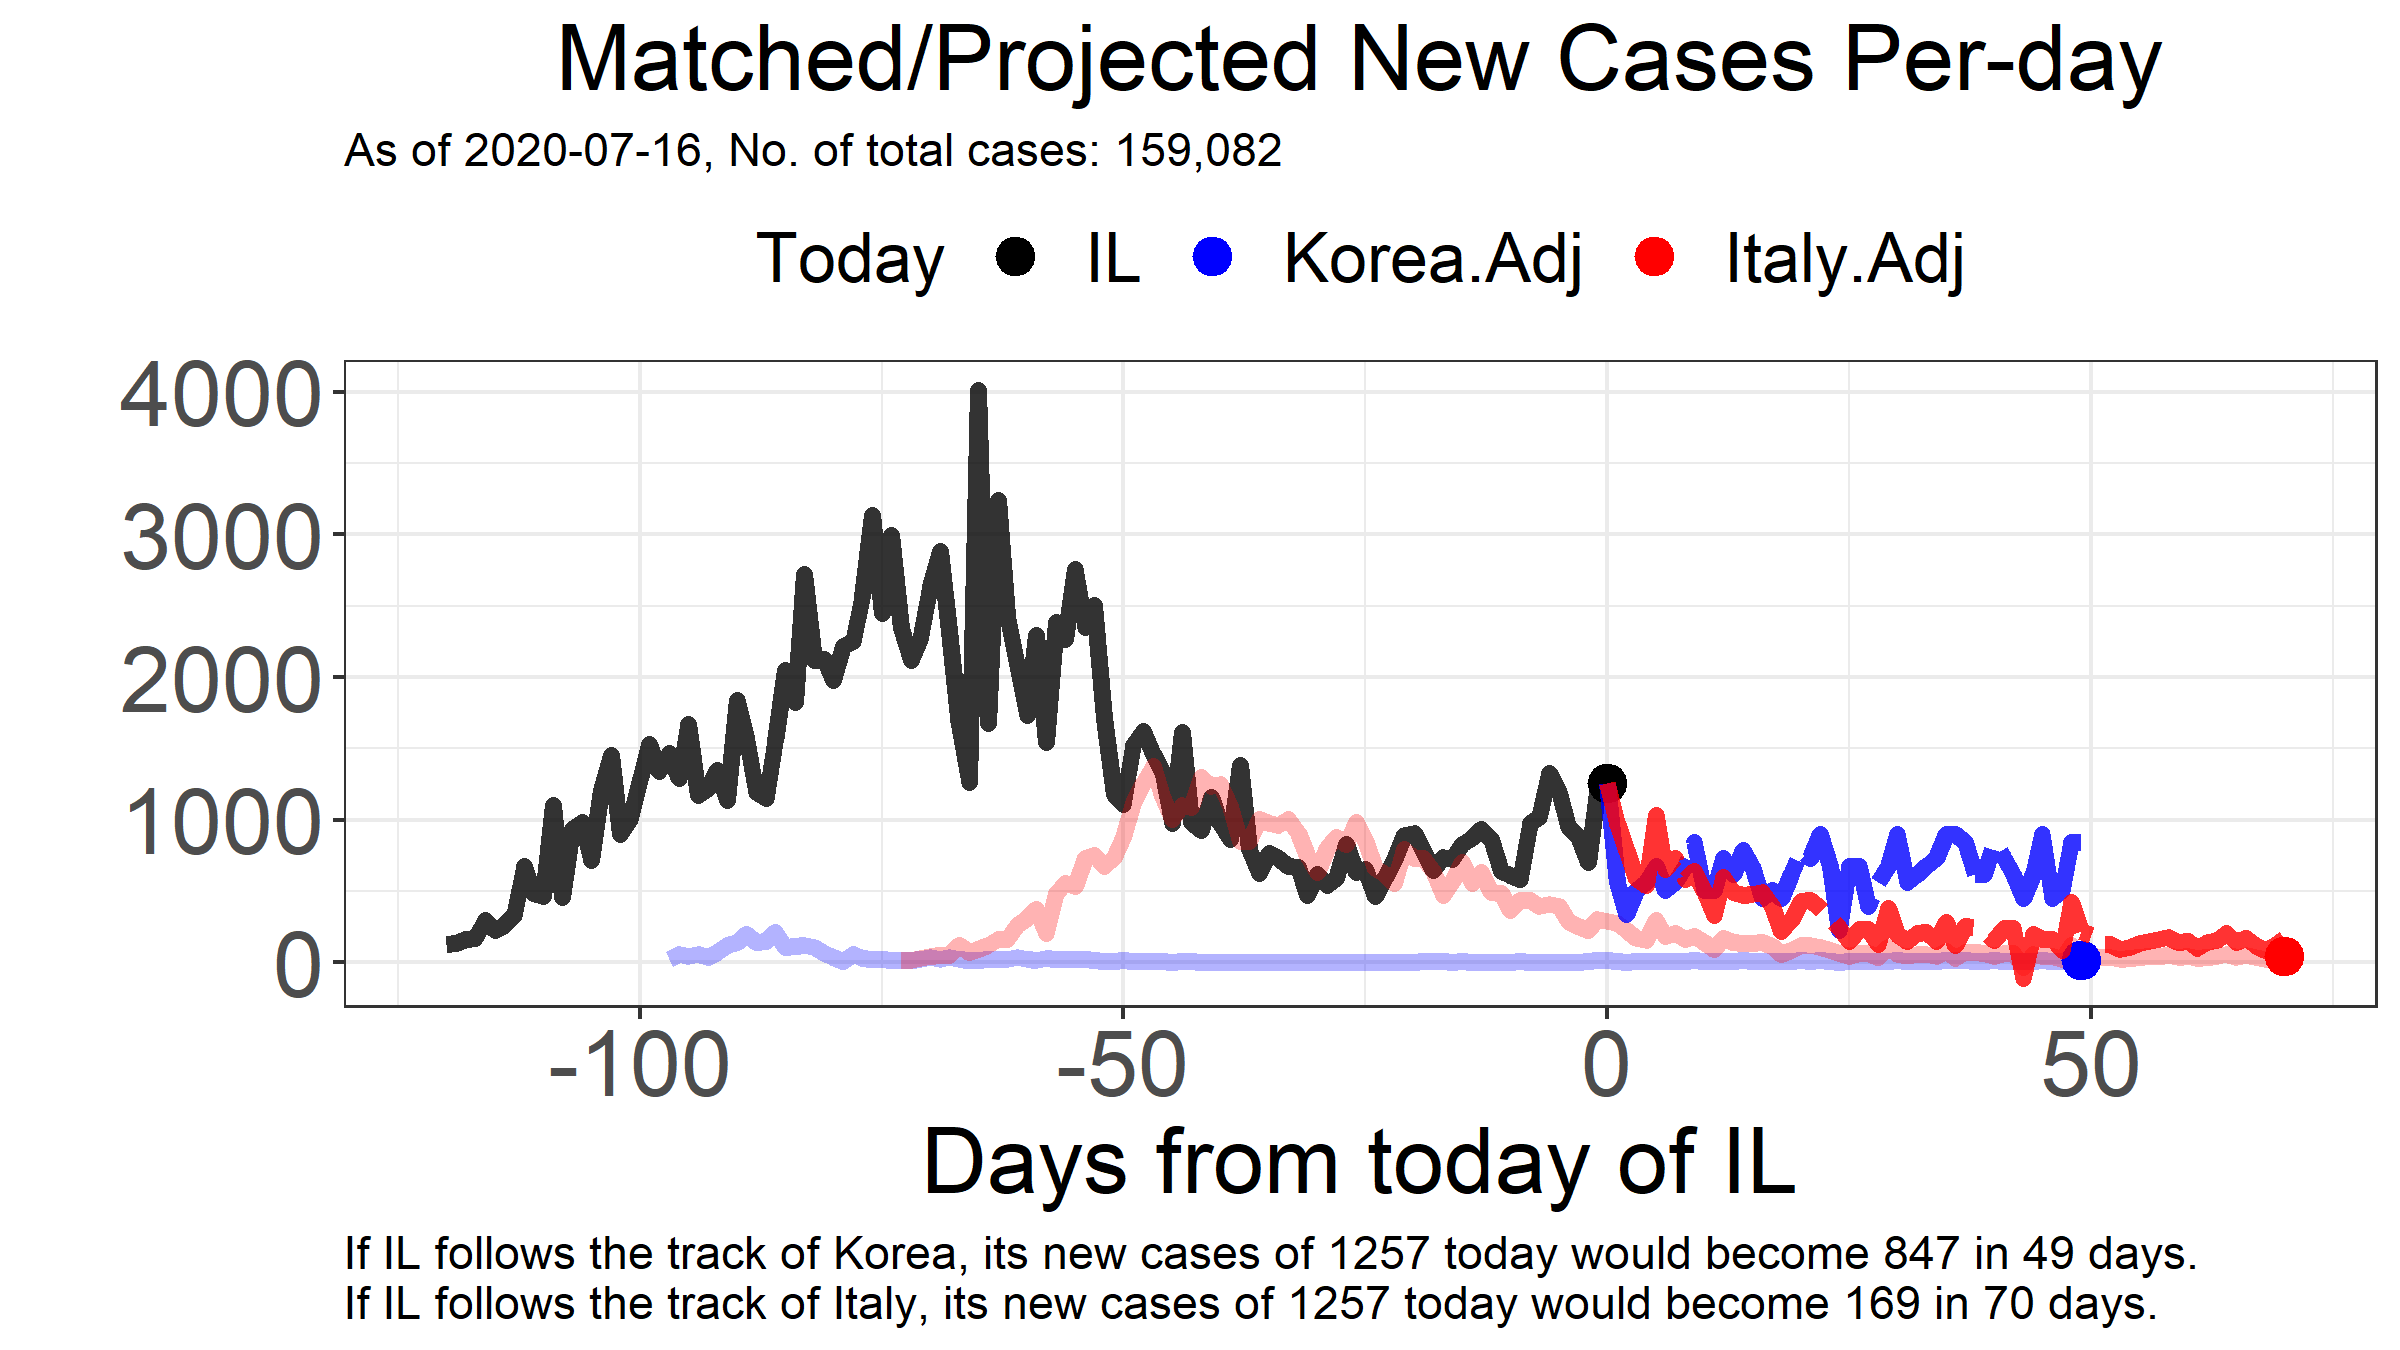 Matched/Projected New Cases Per-day
As of 2020-07-16, No. of total cases: 159,082
Today IL Korea.Adj Italy.Adj
4000
3000
2000
1000
0
-100 -50 0 50
Days from today of IL
If IL follows the track of Korea, its new cases of 1257 today would become 847 in 49 days.
If IL follows the track of Italy, its new cases of 1257 today would become 169 in 70 days.